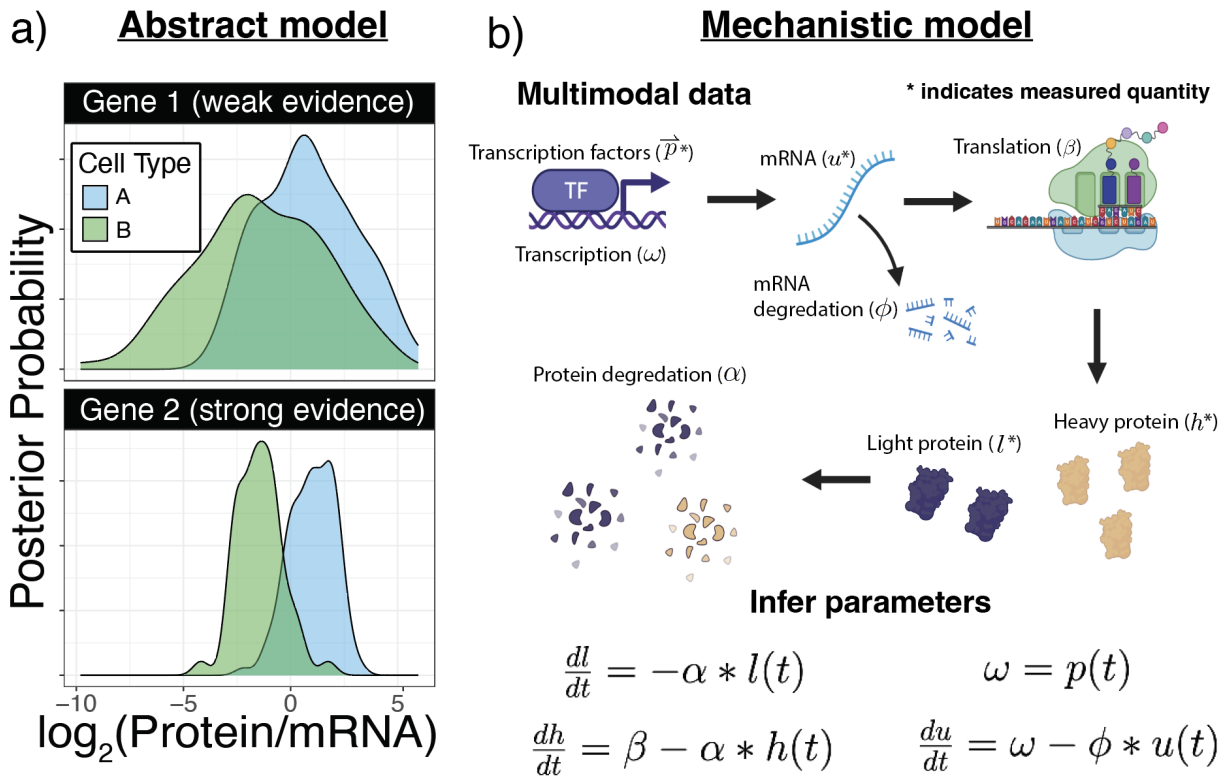 a)
Abstract model
Gene 1 (weak evidence)
Cell Type
A
B
Gene 2 (strong evidence)
Posterior Probability
−10
−5
0
5
log₂(Protein/mRNA)
b)
Mechanistic model
Multimodal data
* indicates measured quantity
Transcription factors (p⃗*)
TF
Transcription (ω)
mRNA (u*)
mRNA
degredation (ϕ)
Translation (β)
Protein degredation (α)
Light protein (l*)
Heavy protein (h*)
Infer parameters
dl/dt = −α * l(t)
ω = p(t)
dh/dt = β − α * h(t)
du/dt = ω − ϕ * u(t)